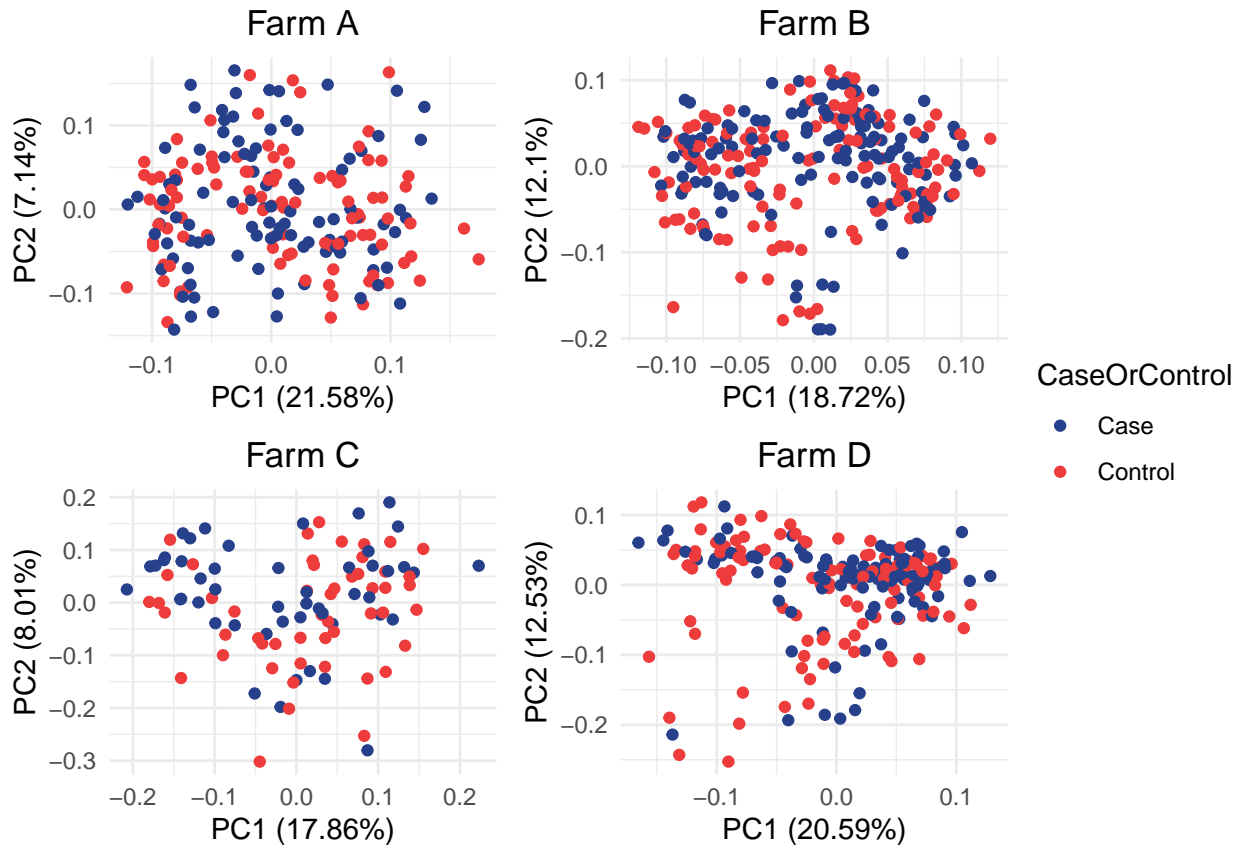 Farm A
PC2 (7.14%)
0.1
0.0
−0.1
−0.1
0.0
0.1
PC1 (21.58%)
Farm B
PC2 (12.1%)
0.1
0.0
−0.1
−0.2
−0.10
−0.05
0.00
0.05
0.10
PC1 (18.72%)
Farm C
PC2 (8.01%)
0.2
0.1
0.0
−0.1
−0.2
−0.3
−0.2
−0.1
0.0
0.1
0.2
PC1 (17.86%)
Farm D
PC2 (12.53%)
0.1
0.0
−0.1
−0.2
−0.1
0.0
0.1
PC1 (20.59%)
CaseOrControl
Case
Control